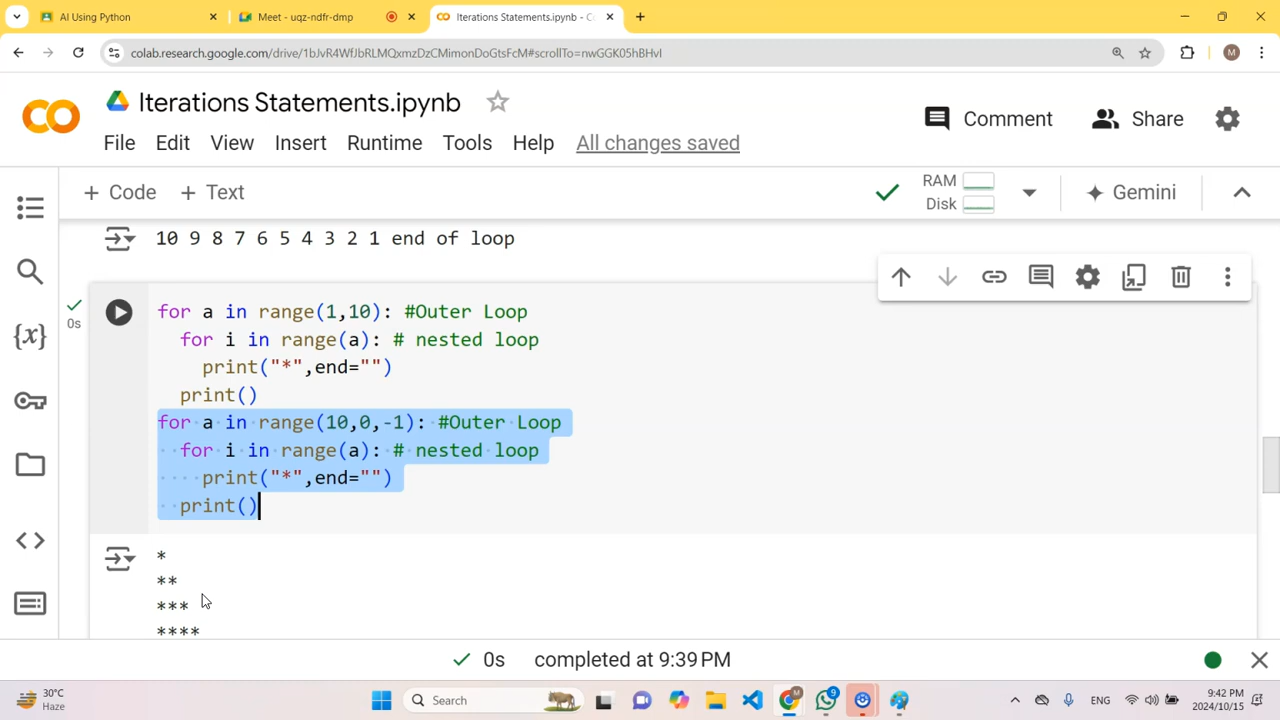 AI Using Python
Meet - uqz-ndfr-dmp
Iterations Statements.ipynb - C
colab.research.google.com/drive/1bJvR4WfJbRLMQxmzDzCMimonDoGtsFcM#scrollTo=nwGGK05hBHvI
M
CO
Iterations Statements.ipynb
Comment
Share
File Edit View Insert Runtime Tools Help All changes saved
+ Code + Text
RAM
Disk
Gemini
10 9 8 7 6 5 4 3 2 1 end of loop
0s
for a in range(1,10): #Outer Loop
  for i in range(a): # nested loop
    print("*",end="")
  print()
for a in range(10,0,-1): #Outer Loop
  for i in range(a): # nested loop
    print("*",end="")
  print()
{x}
*
**
***
****
0s completed at 9:39 PM
30°C
Haze
Search
M
9
ENG
9:42 PM
2024/10/15